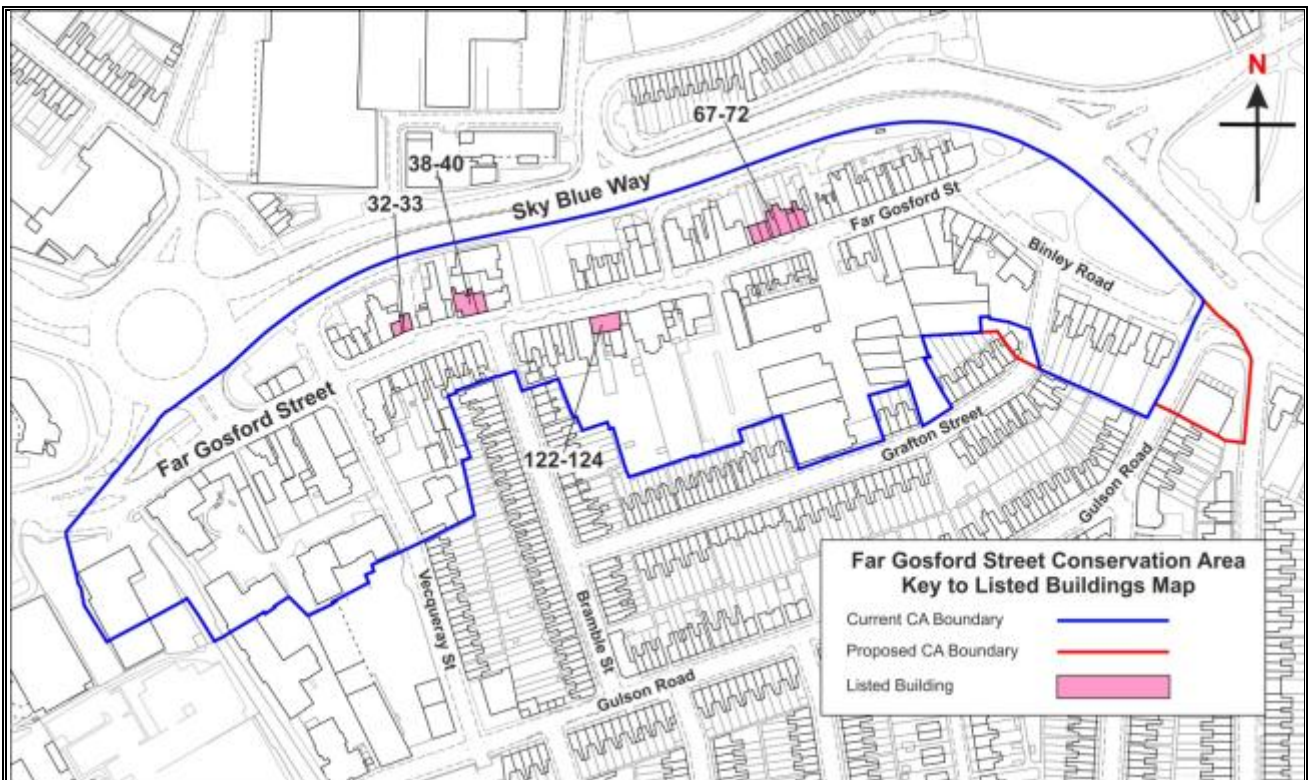 N
67-72
38-40
Sky Blue Way
32-33
Far Gosford St
Binley Road
Far Gosford Street
122-124
Grafton Street
Gulson Road
Vecqueray St
Bramble St
Gulson Road
Far Gosford Street Conservation Area
Key to Listed Buildings Map
Current CA Boundary
Proposed CA Boundary
Listed Building